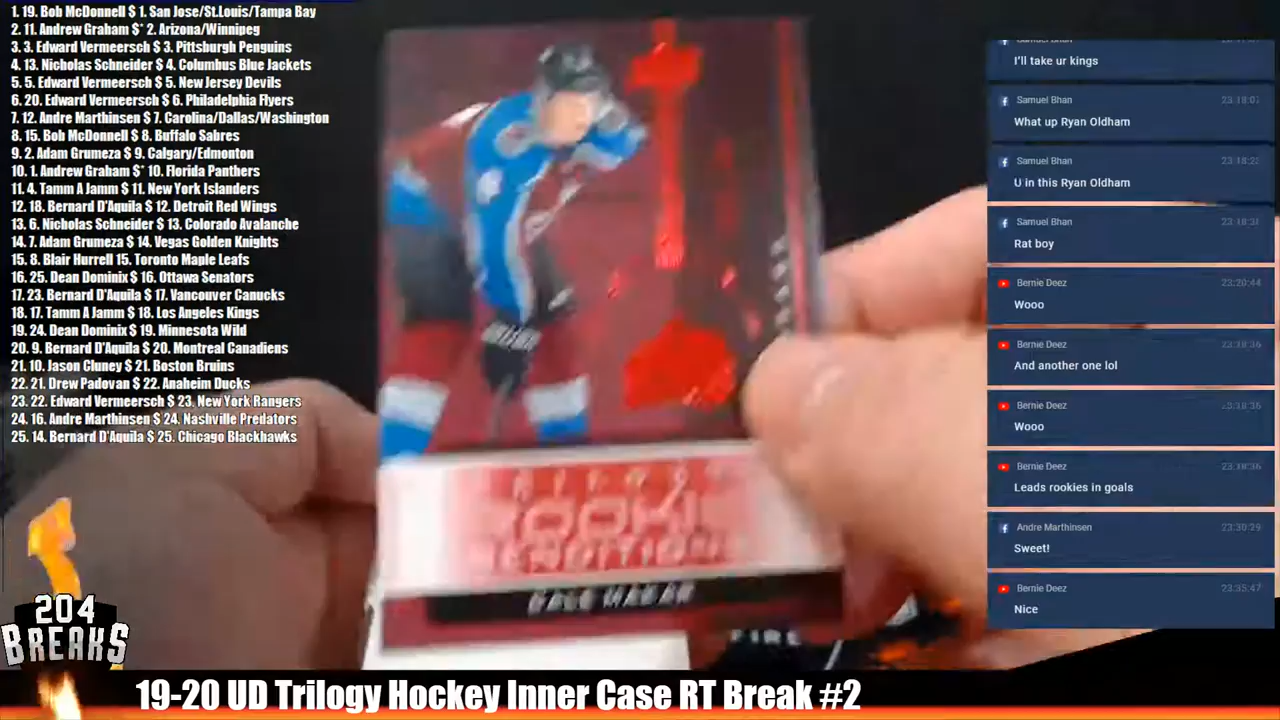 1. 19. Bob McDonnell $ 1. San Jose/St.Louis/Tampa Bay
2. 11. Andrew Graham $* 2. Arizona/Winnipeg
3. 3. Edward Vermeersch $ 3. Pittsburgh Penguins
4. 13. Nicholas Schneider $ 4. Columbus Blue Jackets
5. 5. Edward Vermeersch $ 5. New Jersey Devils
6. 20. Edward Vermeersch $ 6. Philadelphia Flyers
7. 12. Andre Marthinsen $ 7. Carolina/Dallas/Washington
8. 15. Bob McDonnell $ 8. Buffalo Sabres
9. 2. Adam Grumeza $ 9. Calgary/Edmonton
10. 1. Andrew Graham $* 10. Florida Panthers
11. 4. Tamm A Jamm $ 11. New York Islanders
12. 18. Bernard D'Aquila $ 12. Detroit Red Wings
13. 6. Nicholas Schneider $ 13. Colorado Avalanche
14. 7. Adam Grumeza $ 14. Vegas Golden Knights
15. 8. Blair Hurrell 15. Toronto Maple Leafs
16. 25. Dean Dominix $ 16. Ottawa Senators
17. 23. Bernard D'Aquila $ 17. Vancouver Canucks
18. 17. Tamm A Jamm $ 18. Los Angeles Kings
19. 24. Dean Dominix $ 19. Minnesota Wild
20. 9. Bernard D'Aquila $ 20. Montreal Canadiens
21. 10. Jason Cluney $ 21. Boston Bruins
22. 21. Drew Padovan $ 22. Anaheim Ducks
23. 22. Edward Vermeersch $ 23. New York Rangers
24. 16. Andre Marthinsen $ 24. Nashville Predators
25. 14. Bernard D'Aquila $ 25. Chicago Blackhawks
ROOKIE
RENDITIONS
CALE MAKAR
FIRE
Samuel Bhan
I'll take ur kings
Samuel Bhan
What up Ryan Oldham
Samuel Bhan
U in this Ryan Oldham
Samuel Bhan
Rat boy
Bernie Deez 23:20:44
Wooo
Bernie Deez 23:18:36
And another one lol
Bernie Deez 23:18:36
Wooo
Bernie Deez 23:18:36
Leads rookies in goals
Andre Marthinsen 23:30:29
Sweet!
Bernie Deez 23:35:47
Nice
204
BREAKS
19-20 UD Trilogy Hockey Inner Case RT Break #2